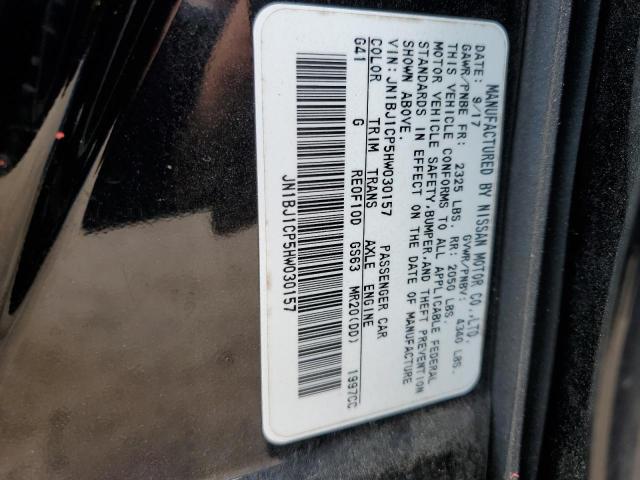 MANUFACTURED BY NISSAN MOTOR CO.,LTD.
DATE: 9/17 GVWR/PNBV: 4340 LBS.
GAWR/PNBE FR: 2325 LBS. RR: 2050 LBS.
THIS VEHICLE CONFORMS TO ALL APPLICABLE FEDERAL
MOTOR VEHICLE SAFETY,BUMPER,AND THEFT PREVENTION
STANDARDS IN EFFECT ON THE DATE OF MANUFACTURE
SHOWN ABOVE.
VIN:JN1BJ1CP5HW030157 PASSENGER CAR
COLOR TRIM TRANS AXLE ENGINE
G41 G RE0F10D GS63 MR20(DD) 1997CC
JN1BJ1CP5HW030157